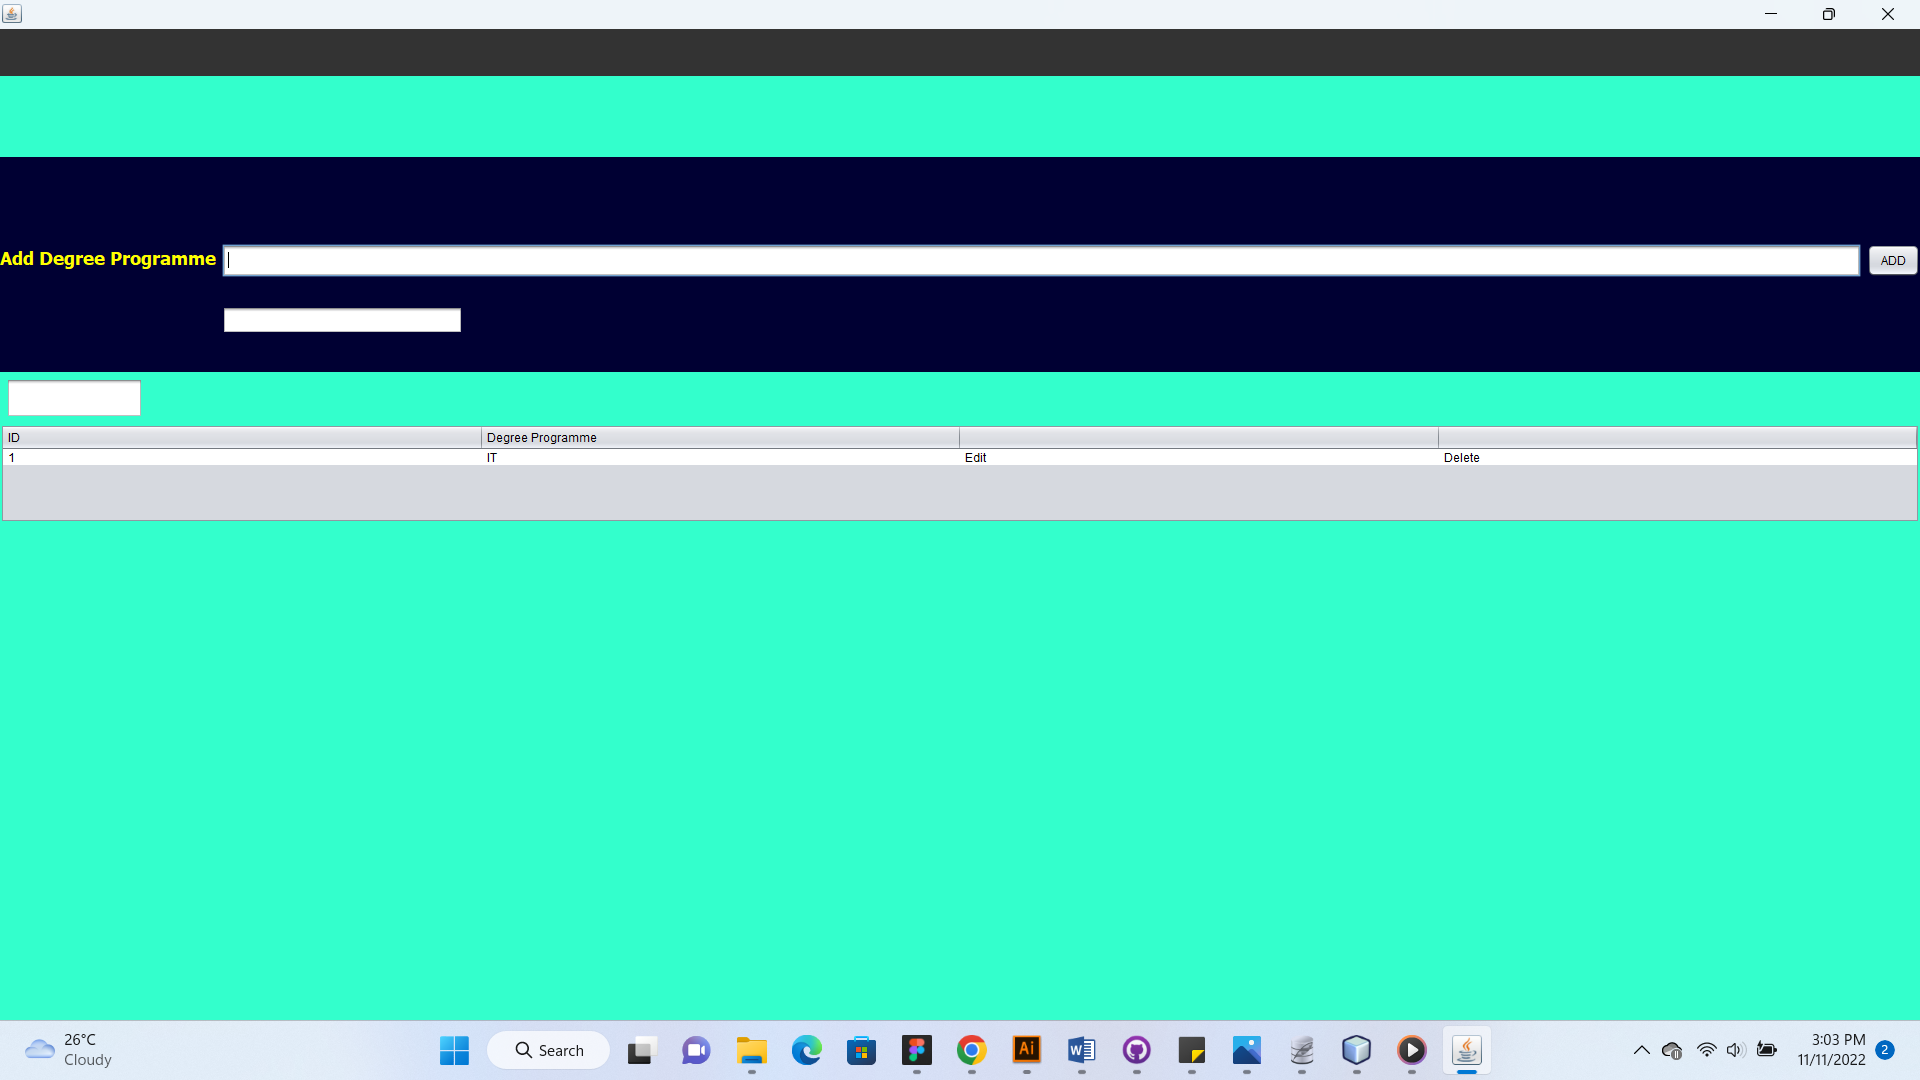 Add Degree Programme
ADD
ID Degree Programme
1 IT Edit Delete
26°C
Cloudy
Search
Ai
W
3:03 PM
11/11/2022
2